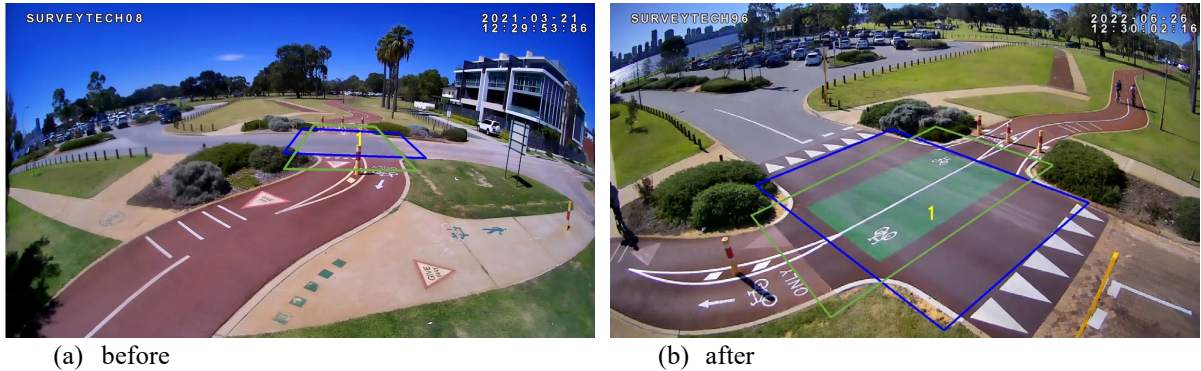 SURVEYTECH08
2021-03-21
12:29:53:86
1
GIVE
WAY
SURVEYTECH96
2022-06-26
12:30:02:16
1
ONLY
(a) before
(b) after